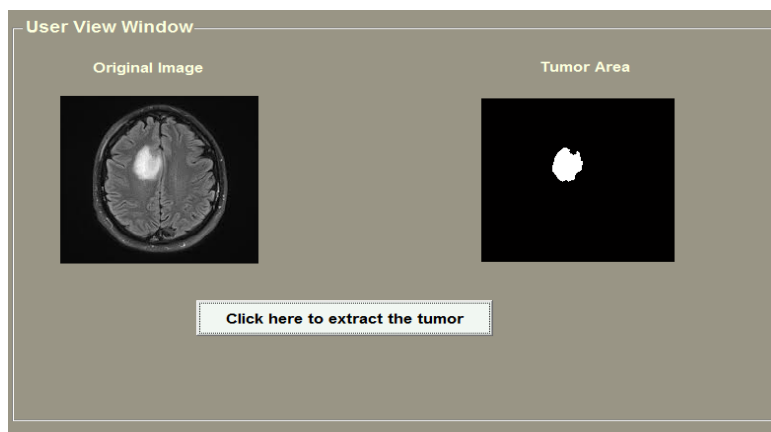 User View Window
Original Image
Tumor Area
Click here to extract the tumor